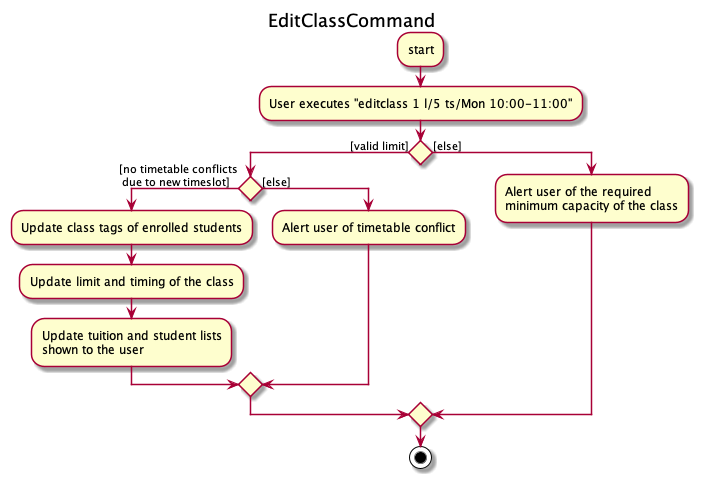 EditClassCommand
start
User executes "editclass 1 l/5 ts/Mon 10:00-11:00"
[valid limit]
[else]
[no timetable conflicts
due to new timeslot]
[else]
Alert user of the required
minimum capacity of the class
Update class tags of enrolled students
Alert user of timetable conflict
Update limit and timing of the class
Update tuition and student lists
shown to the user